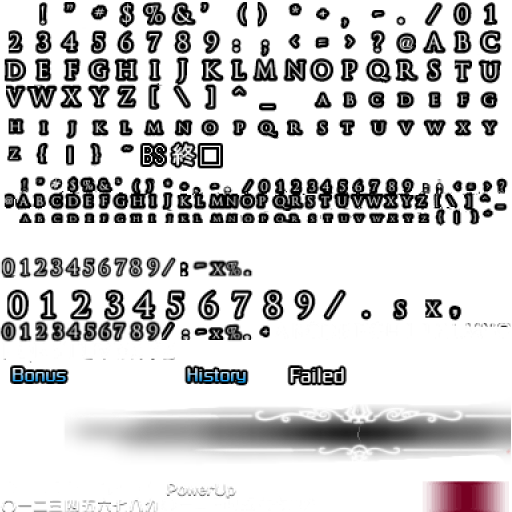 ! " # $ % & ' ( ) * + , - . / 0 1
2 3 4 5 6 7 8 9 : ; < = > ? @ A B C
D E F G H I J K L M N O P Q R S T U
V W X Y Z [ \ ] ^ _ A B C D E F G
H I J K L M N O P Q R S T U V W X Y
Z { | } ~ BS 終 □
! " # $ % & ' ( ) * + , - . / 0 1 2 3 4 5 6 7 8 9 : ; < = > ?
@ A B C D E F G H I J K L M N O P Q R S T U V W X Y Z [ \ ] ^ _
A B C D E F G H I J K L M N O P Q R S T U V W X Y Z { | } ~
0123456789/:-x%.
0 1 2 3 4 5 6 7 8 9 / . s x ,
0123456789/:-x%.+
Bonus History Failed
PowerUp
〇一二三四五六七八九